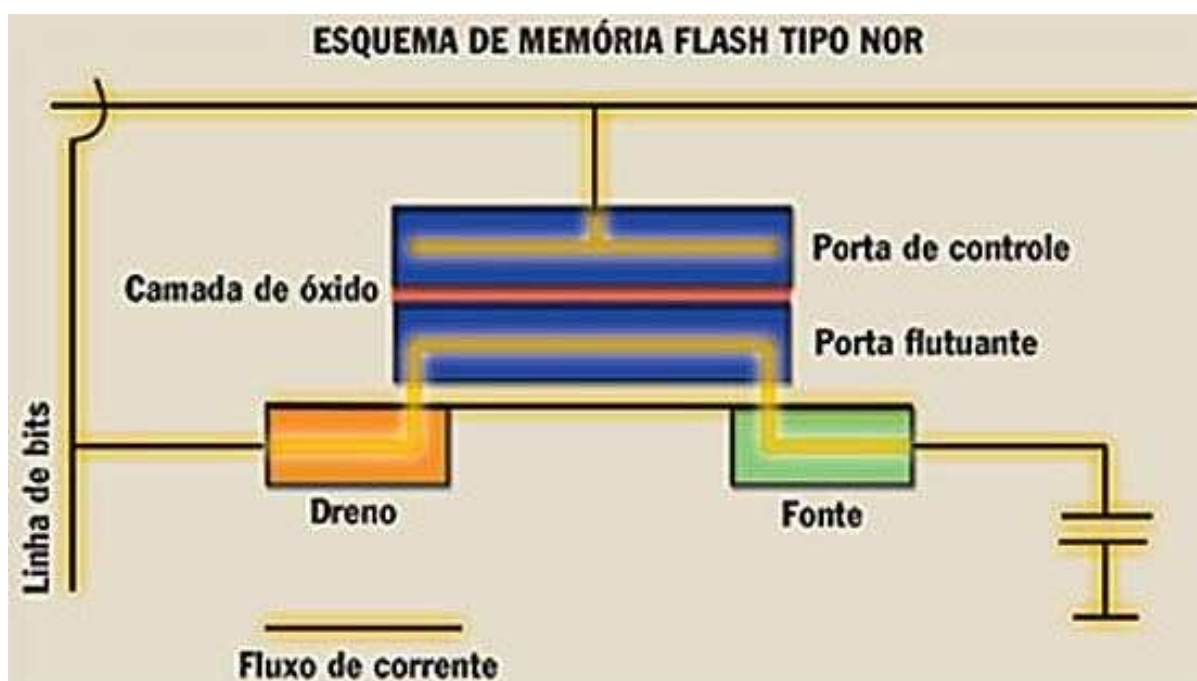 ESQUEMA DE MEMÓRIA FLASH TIPO NOR
Porta de controle
Camada de óxido
Porta flutuante
Linha de bits
Dreno
Fonte
Fluxo de corrente